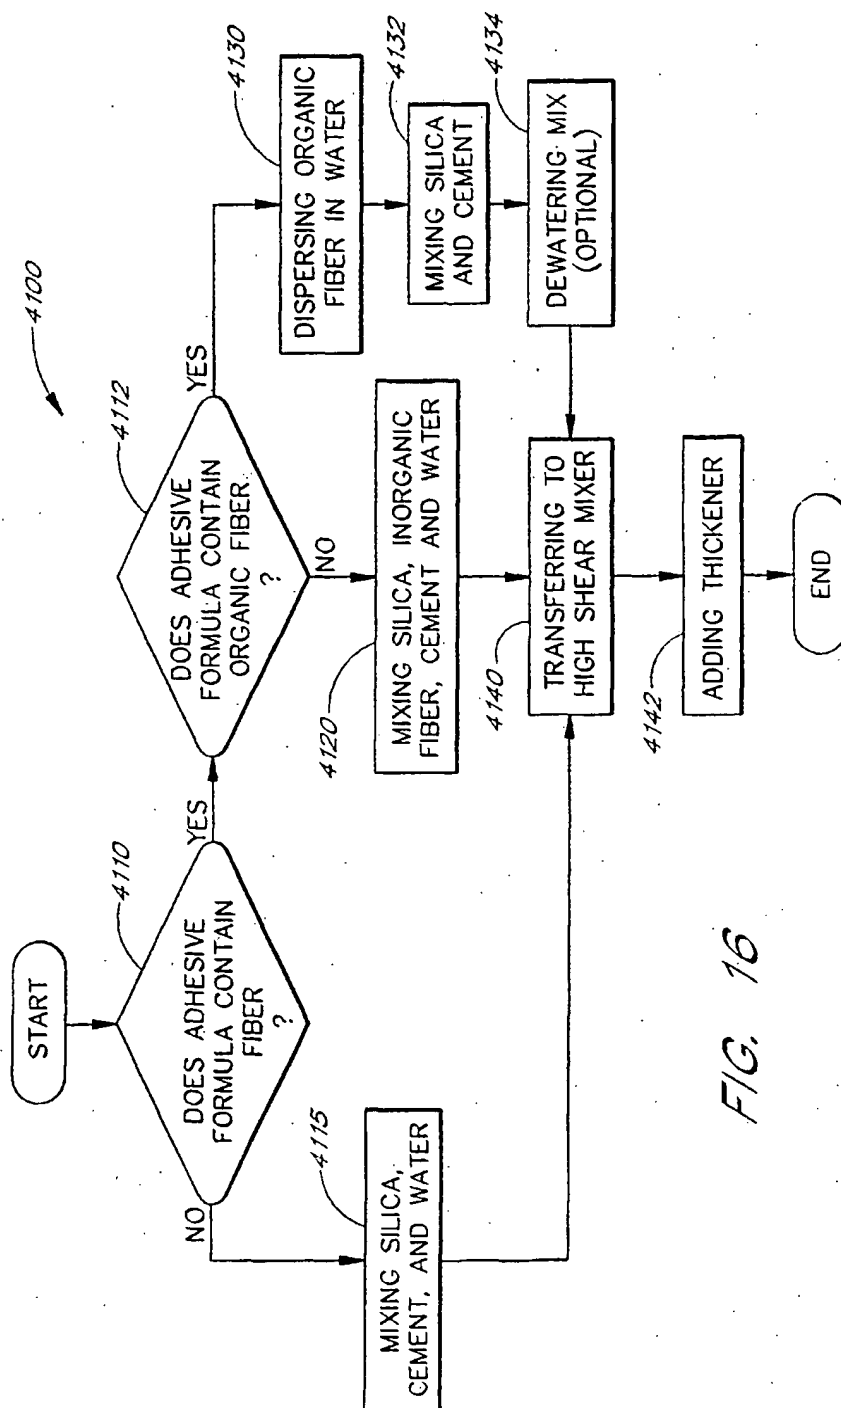 4100
START
4110
DOES ADHESIVE
FORMULA CONTAIN
FIBER
?
NO
YES
4112
DOES ADHESIVE
FORMULA CONTAIN
ORGANIC FIBER
?
YES
NO
4115
MIXING SILICA,
CEMENT, AND WATER
4120
MIXING SILICA, INORGANIC
FIBER, CEMENT AND WATER
4130
DISPERSING ORGANIC
FIBER IN WATER
4132
MIXING SILICA
AND CEMENT
4134
DEWATERING MIX
(OPTIONAL)
4140
TRANSFERRING TO
HIGH SHEAR MIXER
4142
ADDING THICKENER
END
FIG. 16